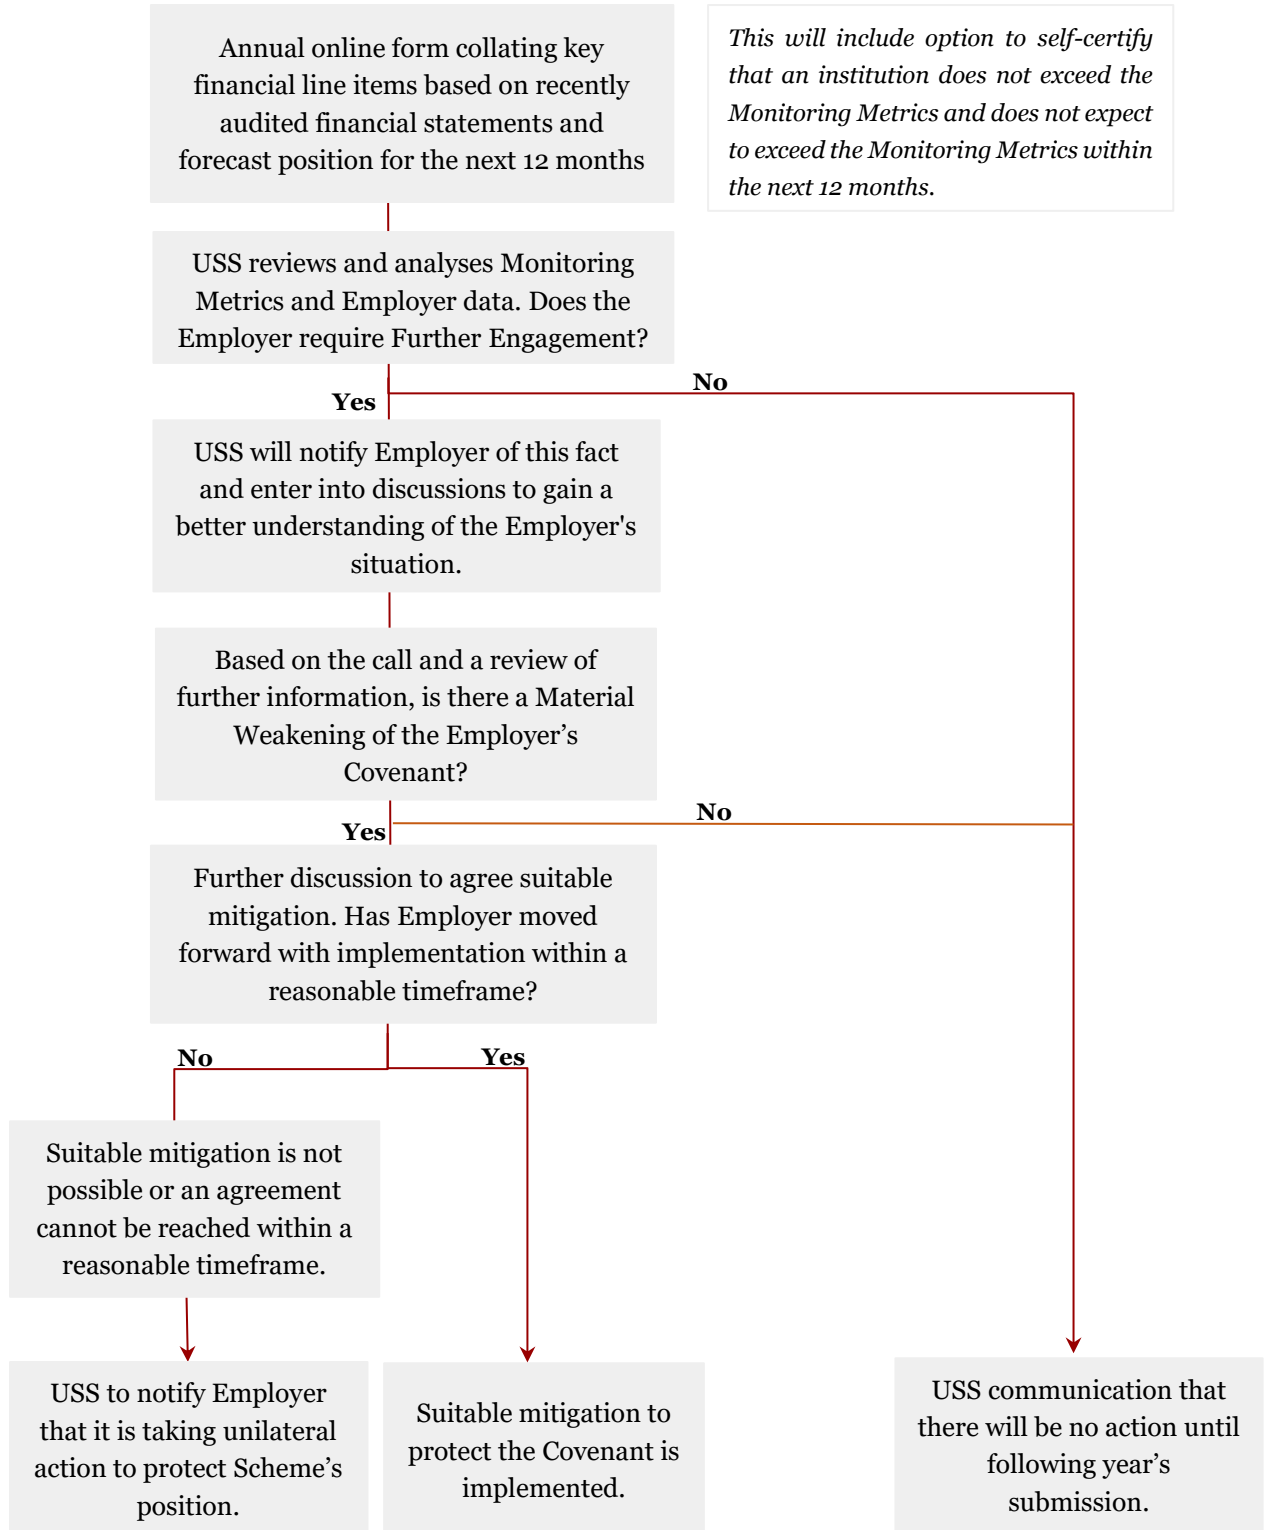 Annual online form collating key
financial line items based on recently
audited financial statements and
forecast position for the next 12 months
This will include option to self-certify
that an institution does not exceed the
Monitoring Metrics and does not expect
to exceed the Monitoring Metrics within
the next 12 months.
USS reviews and analyses Monitoring
Metrics and Employer data. Does the
Employer require Further Engagement?
No
Yes
USS will notify Employer of this fact
and enter into discussions to gain a
better understanding of the Employer's
situation.
Based on the call and a review of
further information, is there a Material
Weakening of the Employer’s
Covenant?
No
Yes
Further discussion to agree suitable
mitigation. Has Employer moved
forward with implementation within a
reasonable timeframe?
No
Yes
Suitable mitigation is not
possible or an agreement
cannot be reached within a
reasonable timeframe.
USS to notify Employer
that it is taking unilateral
action to protect Scheme’s
position.
Suitable mitigation to
protect the Covenant is
implemented.
USS communication that
there will be no action until
following year’s
submission.